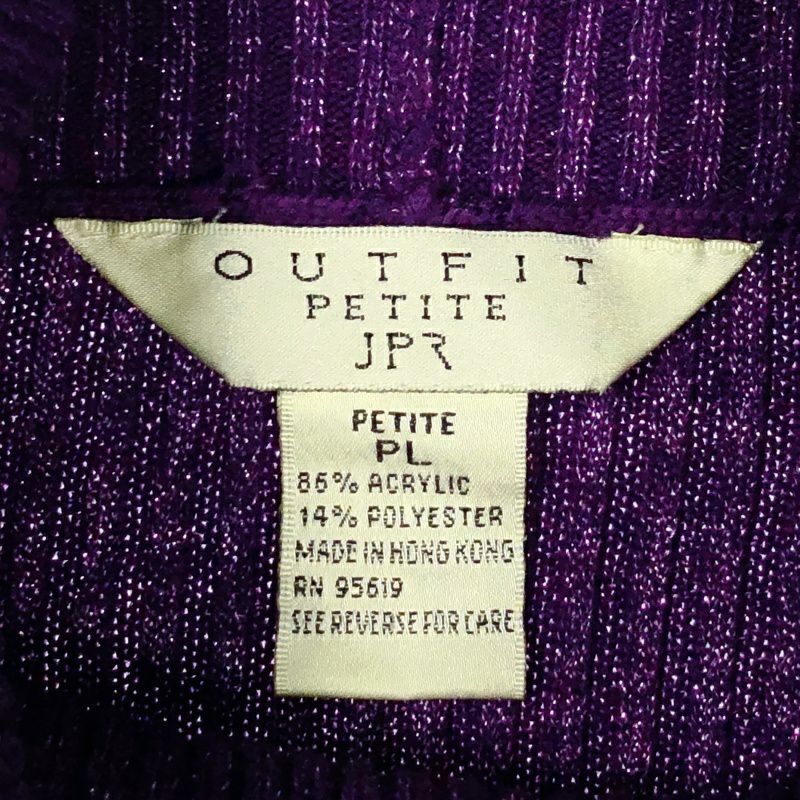 OUTFIT
PETITE
JPR
PETITE
PL
86% ACRYLIC
14% POLYESTER
MADE IN HONG KONG
RN 95619
SEE REVERSE FOR CARE